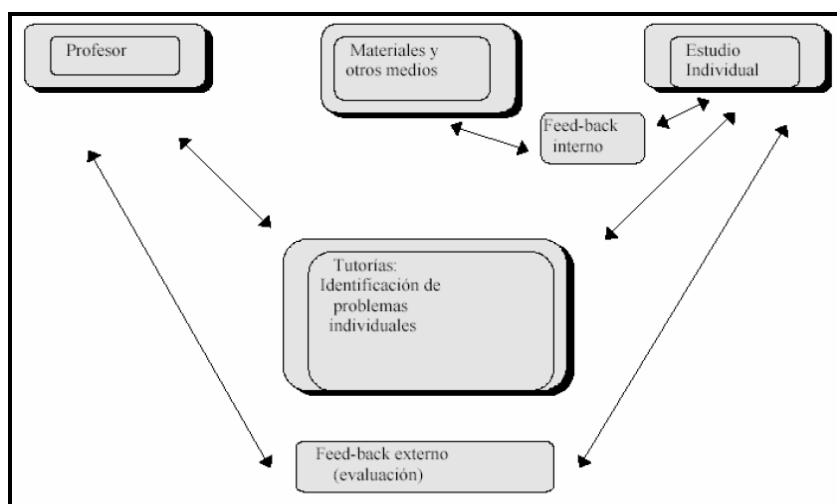 Profesor
Materiales y
otros medios
Estudio
Individual
Feed-back
interno
Tutorías:
Identificación de
problemas
individuales
Feed-back externo
(evaluación)